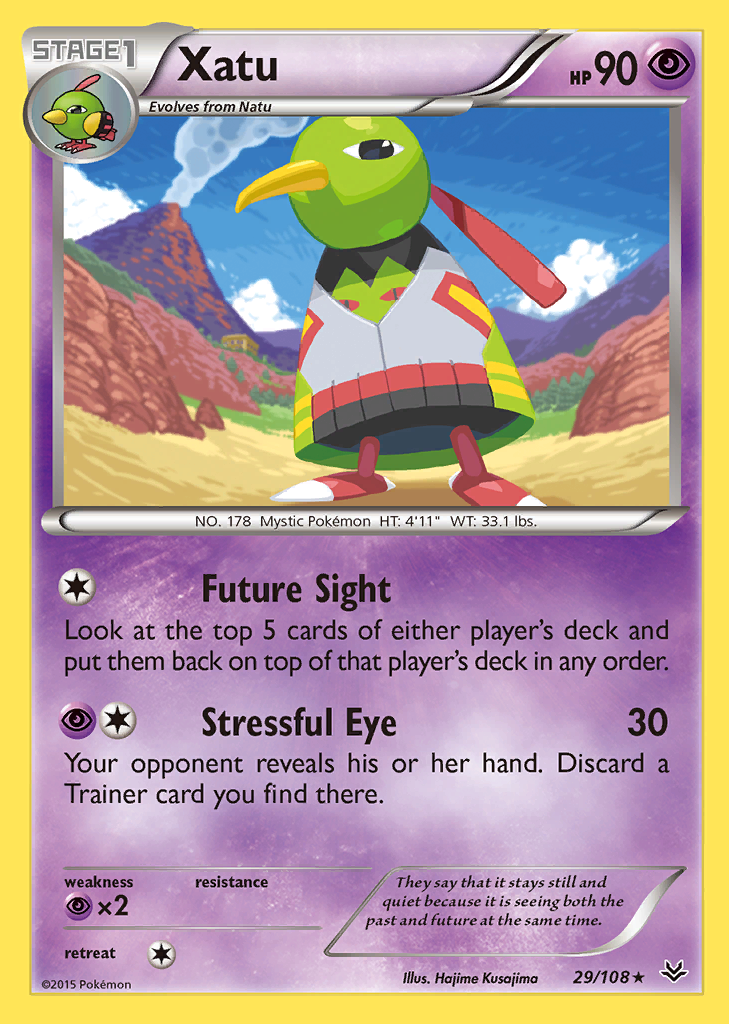 STAGE1
Xatu
HP 90
Evolves from Natu
NO. 178 Mystic Pokémon HT: 4'11" WT: 33.1 lbs.
Future Sight
Look at the top 5 cards of either player's deck and
put them back on top of that player's deck in any order.
Stressful Eye 30
Your opponent reveals his or her hand. Discard a
Trainer card you find there.
weakness resistance
×2
They say that it stays still and
quiet because it is seeing both the
past and future at the same time.
retreat
©2015 Pokémon
Illus. Hajime Kusajima
29/108 ★